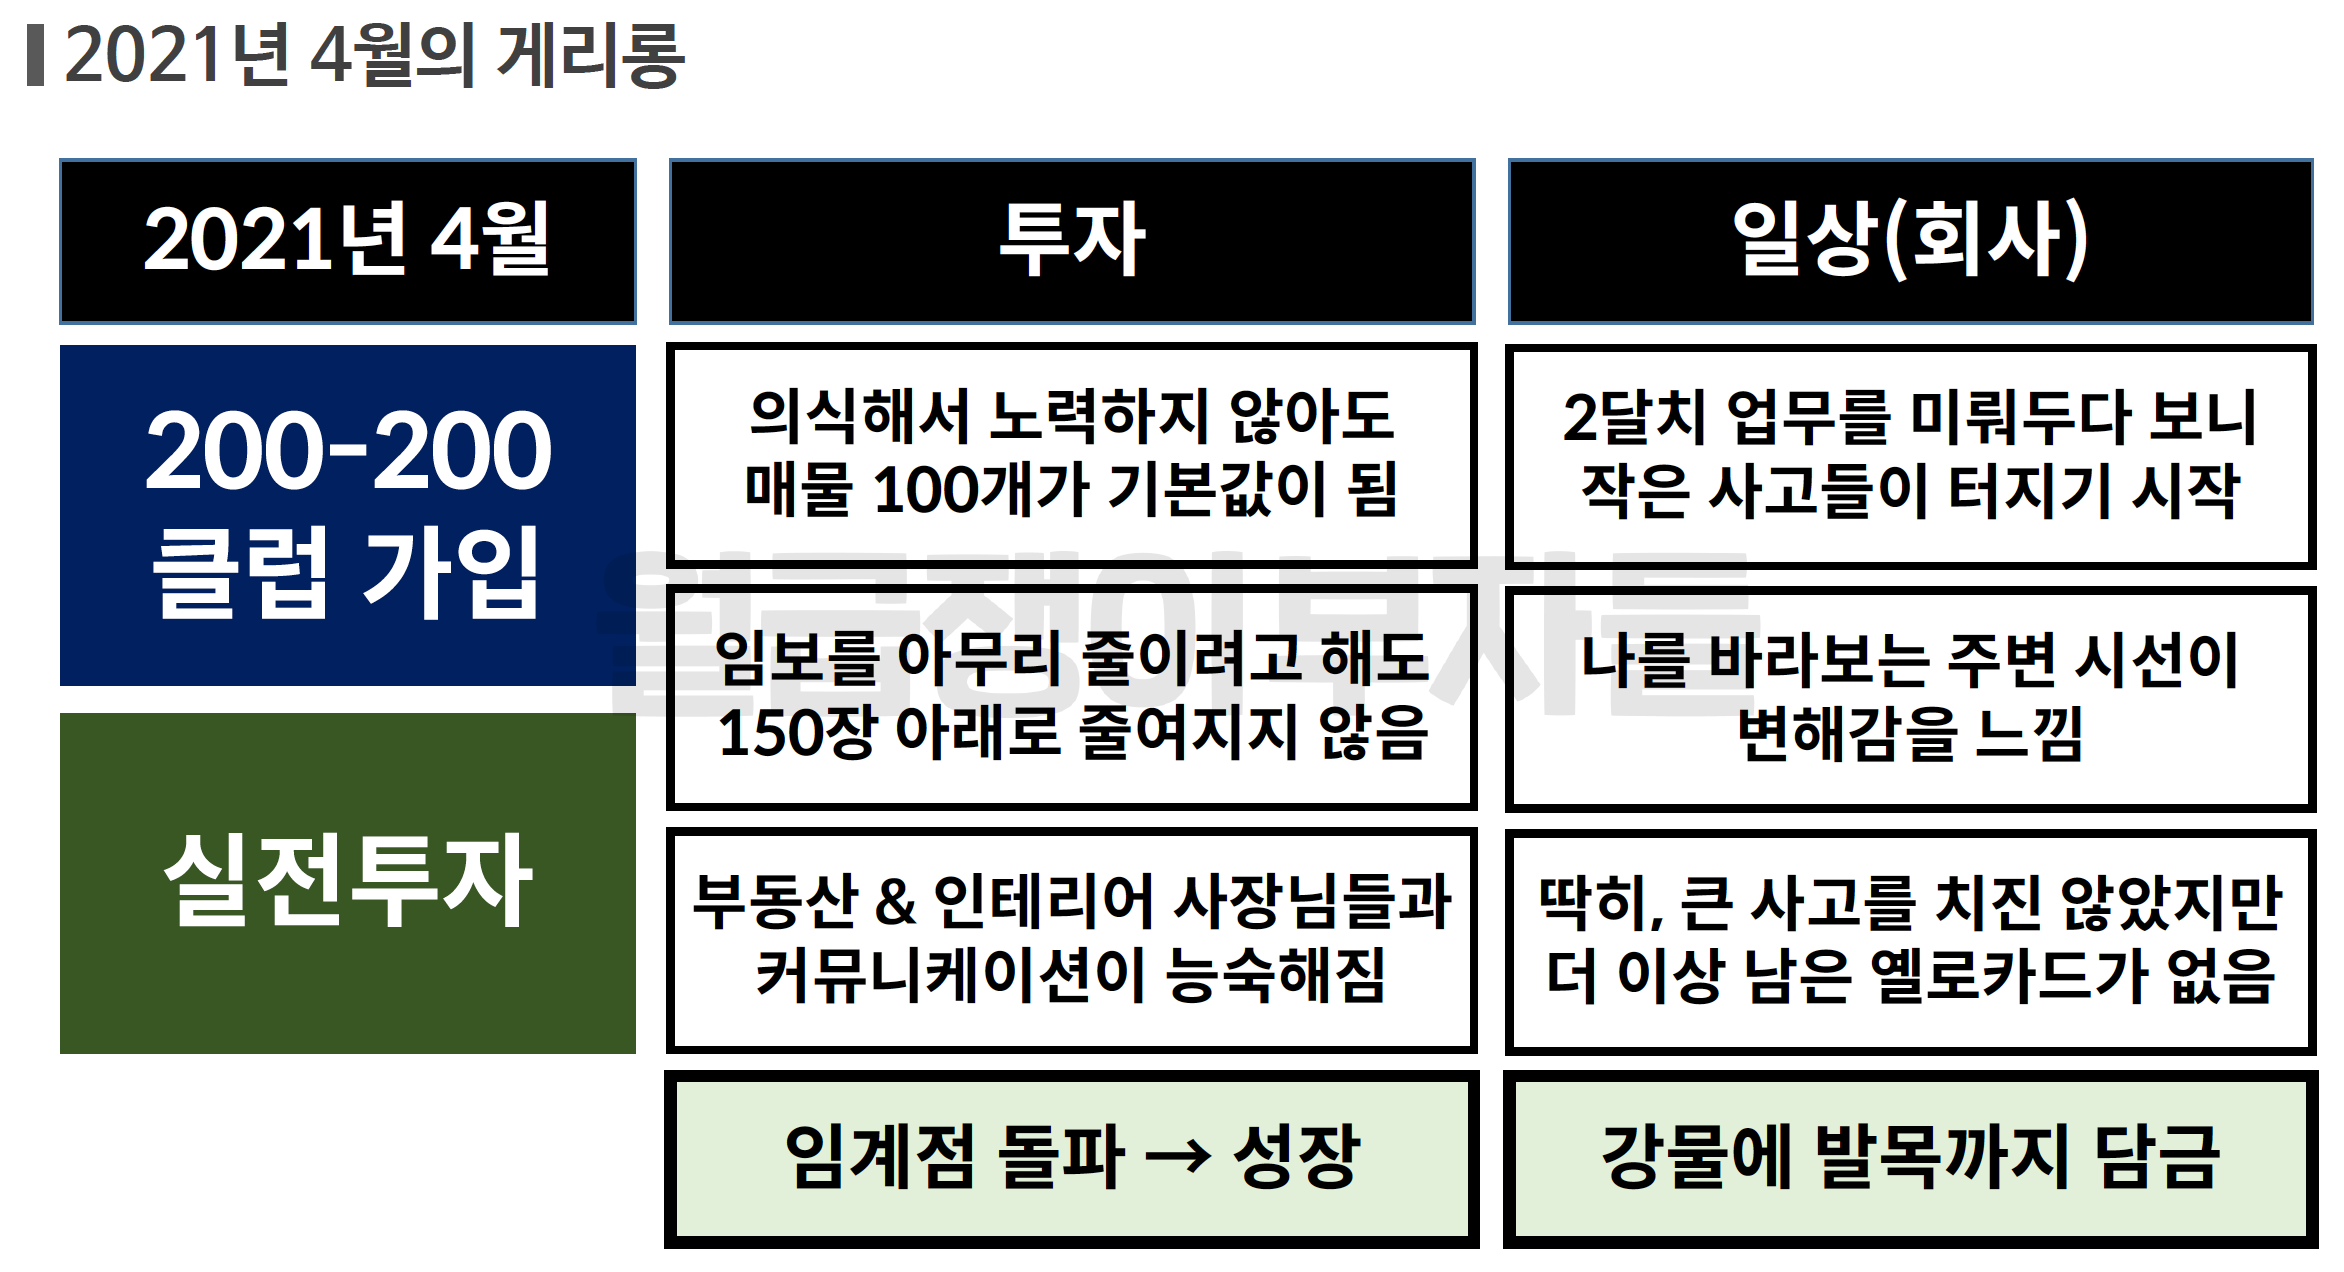 2021년 4월의 게리롱
2021년 4월
투자
일상(회사)
200-200
클럽 가입
실전투자
의식해서 노력하지 않아도
매물 100개가 기본값이 됨
임보를 아무리 줄이려고 해도
150장 아래로 줄여지지 않음
부동산 & 인테리어 사장님들과
커뮤니케이션이 능숙해짐
임계점 돌파 → 성장
2달치 업무를 미뤄두다 보니
작은 사고들이 터지기 시작
나를 바라보는 주변 시선이
변해감을 느낌
딱히, 큰 사고를 치진 않았지만
더 이상 남은 옐로카드가 없음
강물에 발목까지 담금
월급쟁이부자들